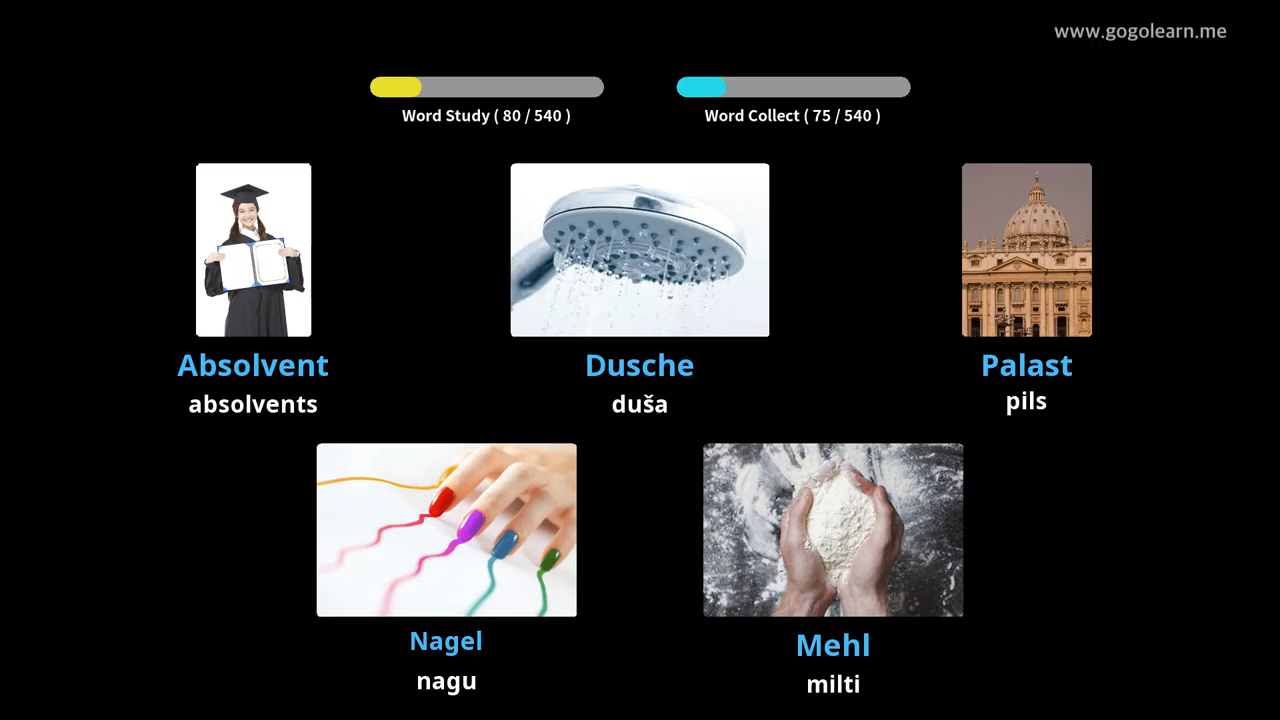 www.gogolearn.me
Word Study ( 80 / 540 )
Word Collect ( 75 / 540 )
Absolvent
absolvents
Dusche
duša
Palast
pils
Nagel
nagu
Mehl
milti